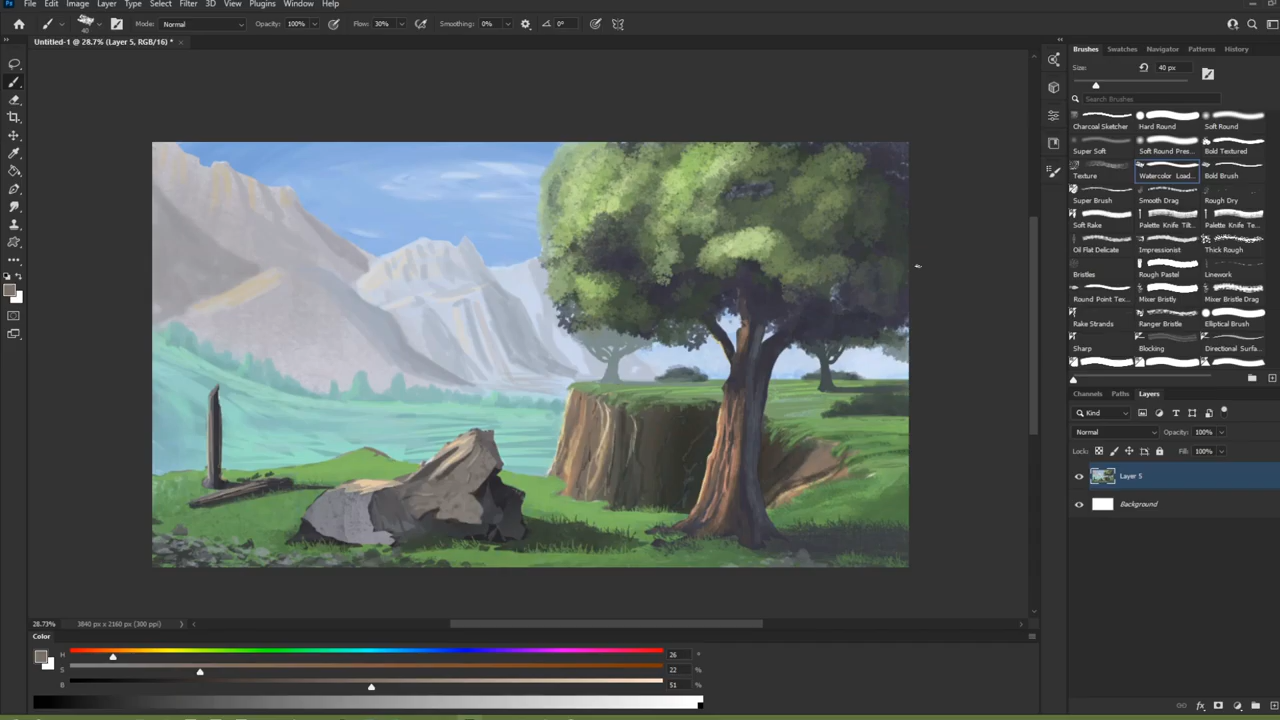 Ps File Edit Image Layer Type Select Filter 3D View Plugins Window Help
40 Mode: Normal Opacity: 100% Flow: 30% Smoothing: 0% 0°
Untitled-1 @ 28.7% (Layer 5, RGB/16) * ×
Brushes Swatches Navigator Patterns History
Size: 40 px
Search Brushes
Charcoal Sketcher Hard Round Soft Round
Super Soft Soft Round Pres... Bold Textured
Texture Watercolor Load... Bold Brush
Super Brush Smooth Drag Rough Dry
Soft Rake Palette Knife Tilt... Palette Knife Te...
Oil Flat Delicate Impressionist Thick Rough
Bristles Rough Pastel Linework
Round Point Tex... Mixer Bristly Mixer Bristle Drag
Rake Strands Ranger Bristle Elliptical Brush
Sharp Blocking Directional Surfa...
Channels Paths Layers
Kind
Normal Opacity: 100%
Lock: Fill: 100%
Layer 5
Background
28.73% 3840 px x 2160 px (300 ppi)
Color
H 26 °
S 22 %
B 51 %
fx